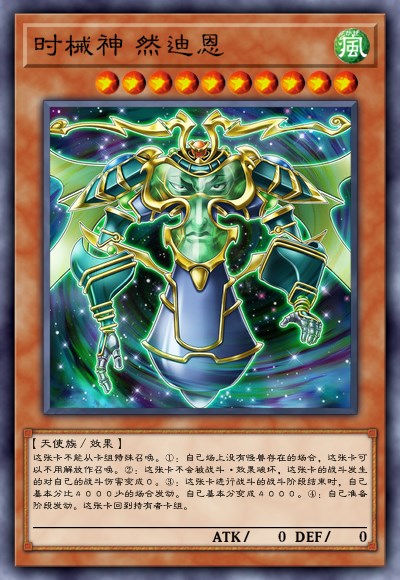 时械神 然迪恩
風
【天使族／效果】
这张卡不能从卡组特殊召唤。①：自己场上没有怪兽存在的场合，这张卡可
以不用解放作召唤。②：这张卡不会被战斗·效果破坏，这张卡的战斗发生
的对自己的战斗伤害变成0。③：这张卡进行战斗的战斗阶段结束时，自己
基本分比4000少的场合发动。自己基本分变成4000。④：自己准备
阶段发动。这张卡回到持有者卡组。
ATK/ 0 DEF/ 0